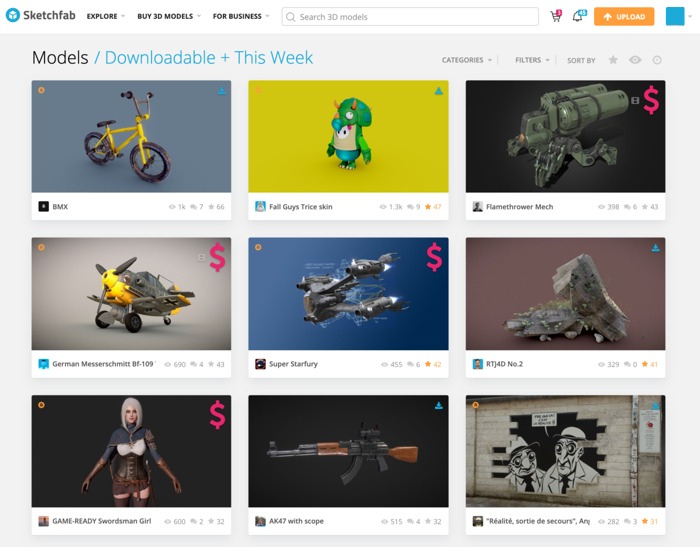 Sketchfab EXPLORE BUY 3D MODELS FOR BUSINESS Search 3D models UPLOAD
Models / Downloadable + This Week CATEGORIES FILTERS SORT BY
$
BMX 1k 7 66
Fall Guys Trice skin 1.3k 9 47
Flamethrower Mech 398 6 43
$
$
German Messerschmitt Bf-109 690 4 43
Super Starfury 455 6 42
RTJ4D No.2 329 0 41
$
GAME-READY Swordsman Girl 600 2 32
AK47 with scope 515 4 32
"Réalité, sortie de secours", Ang 282 3 31